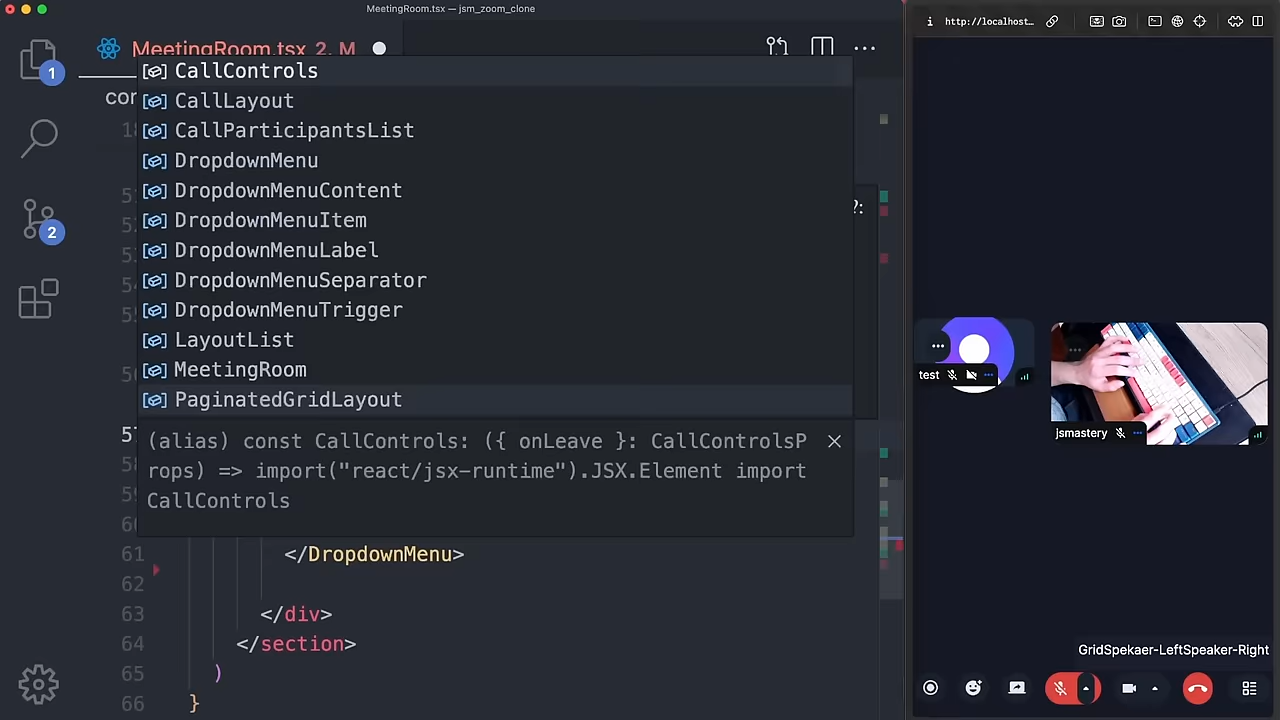 MeetingRoom.tsx — jsm_zoom_clone
http://localhost...
MeetingRoom.tsx 2, M
1
2
CallControls
CallLayout
CallParticipantsList
DropdownMenu
DropdownMenuContent
DropdownMenuItem
DropdownMenuLabel
DropdownMenuSeparator
DropdownMenuTrigger
LayoutList
MeetingRoom
PaginatedGridLayout
?:
(alias) const CallControls: ({ onLeave }: CallControlsP
rops) => import("react/jsx-runtime").JSX.Element import
CallControls
61 </DropdownMenu>
62
63 </div>
64 </section>
65 )
66 }
test
jsmastery
GridSpekaer-LeftSpeaker-Right